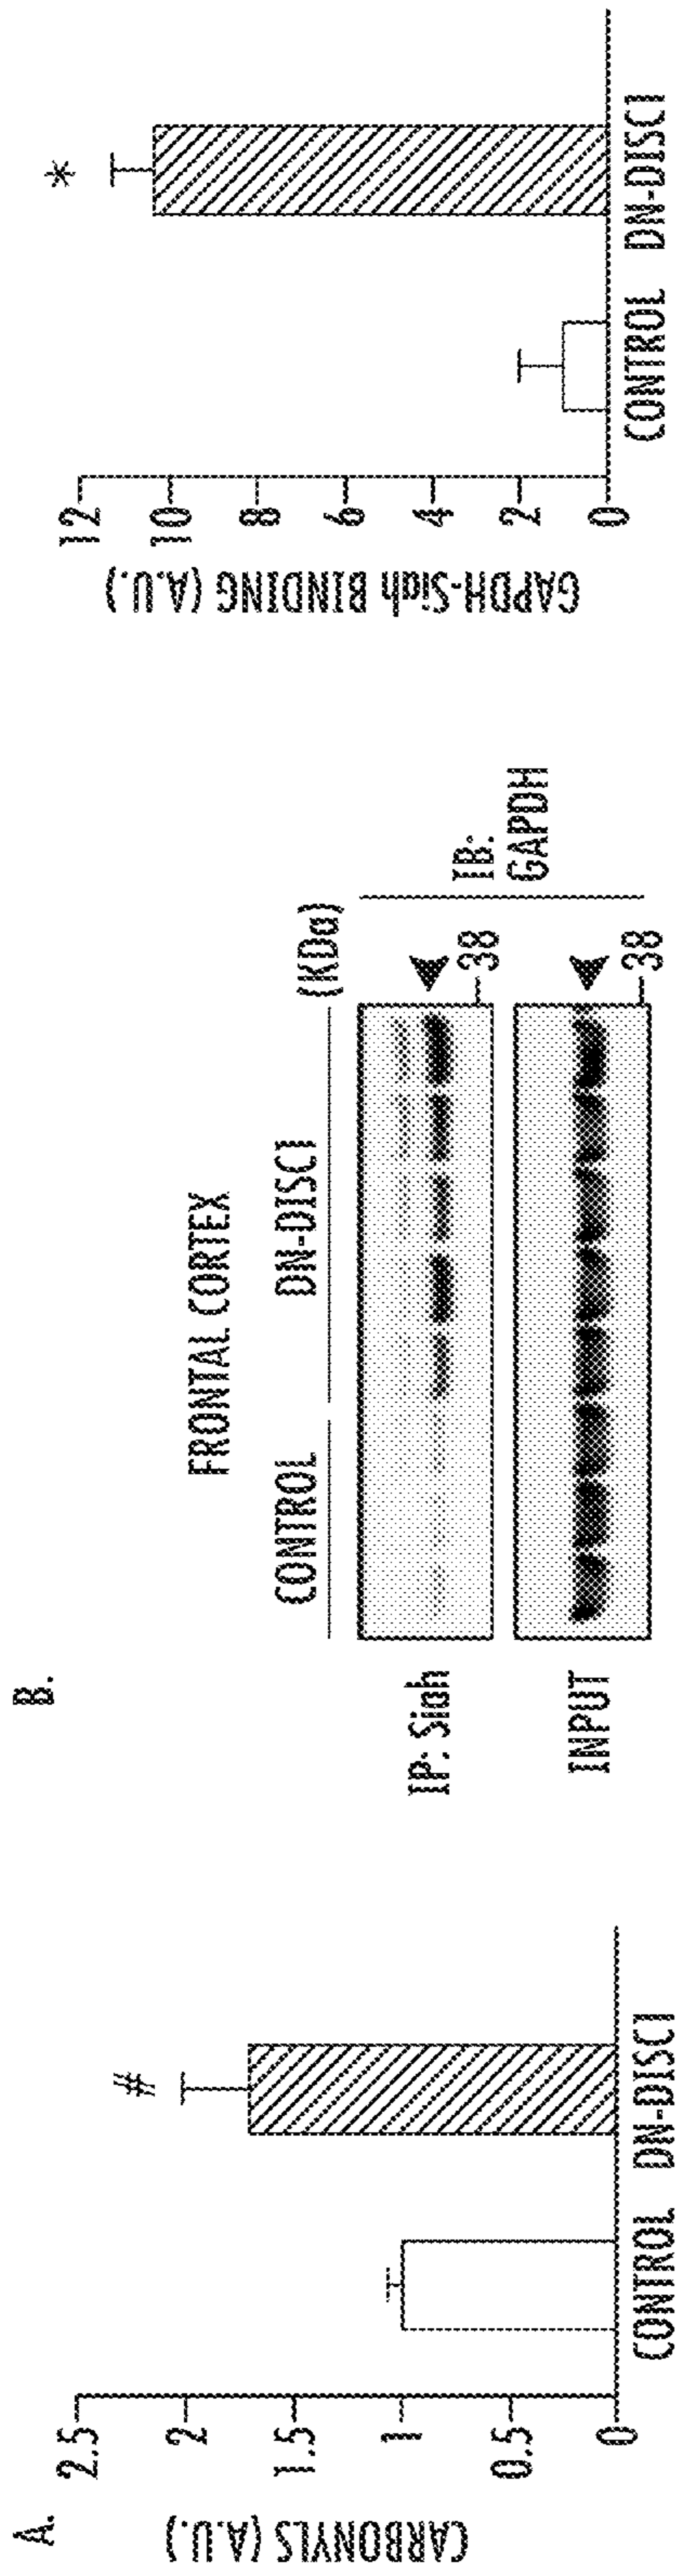 A.
CARBONYLS (A.U.)
2.5
2
1.5
1
0.5
0
#
CONTROL DN-DISC1
B.
FRONTAL CORTEX
CONTROL DN-DISC1
(KDa)
IP: Siah
38
INPUT
38
IB:
GAPDH
GAPDH-Siah BINDING (A.U.)
12
10
8
6
4
2
0
*
CONTROL DN-DISC1